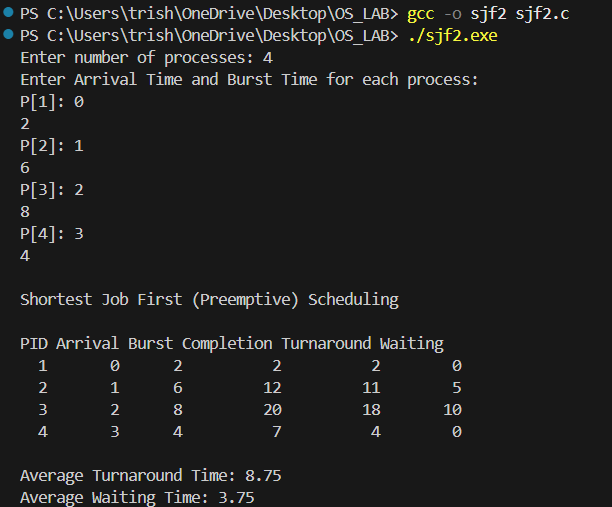 PS C:\Users\trish\OneDrive\Desktop\OS_LAB> gcc -o sjf2 sjf2.c
PS C:\Users\trish\OneDrive\Desktop\OS_LAB> ./sjf2.exe
Enter number of processes: 4
Enter Arrival Time and Burst Time for each process:
P[1]: 0
2
P[2]: 1
6
P[3]: 2
8
P[4]: 3
4
Shortest Job First (Preemptive) Scheduling
PID Arrival Burst Completion Turnaround Waiting
1 0 2 2 2 0
2 1 6 12 11 5
3 2 8 20 18 10
4 3 4 7 4 0
Average Turnaround Time: 8.75
Average Waiting Time: 3.75